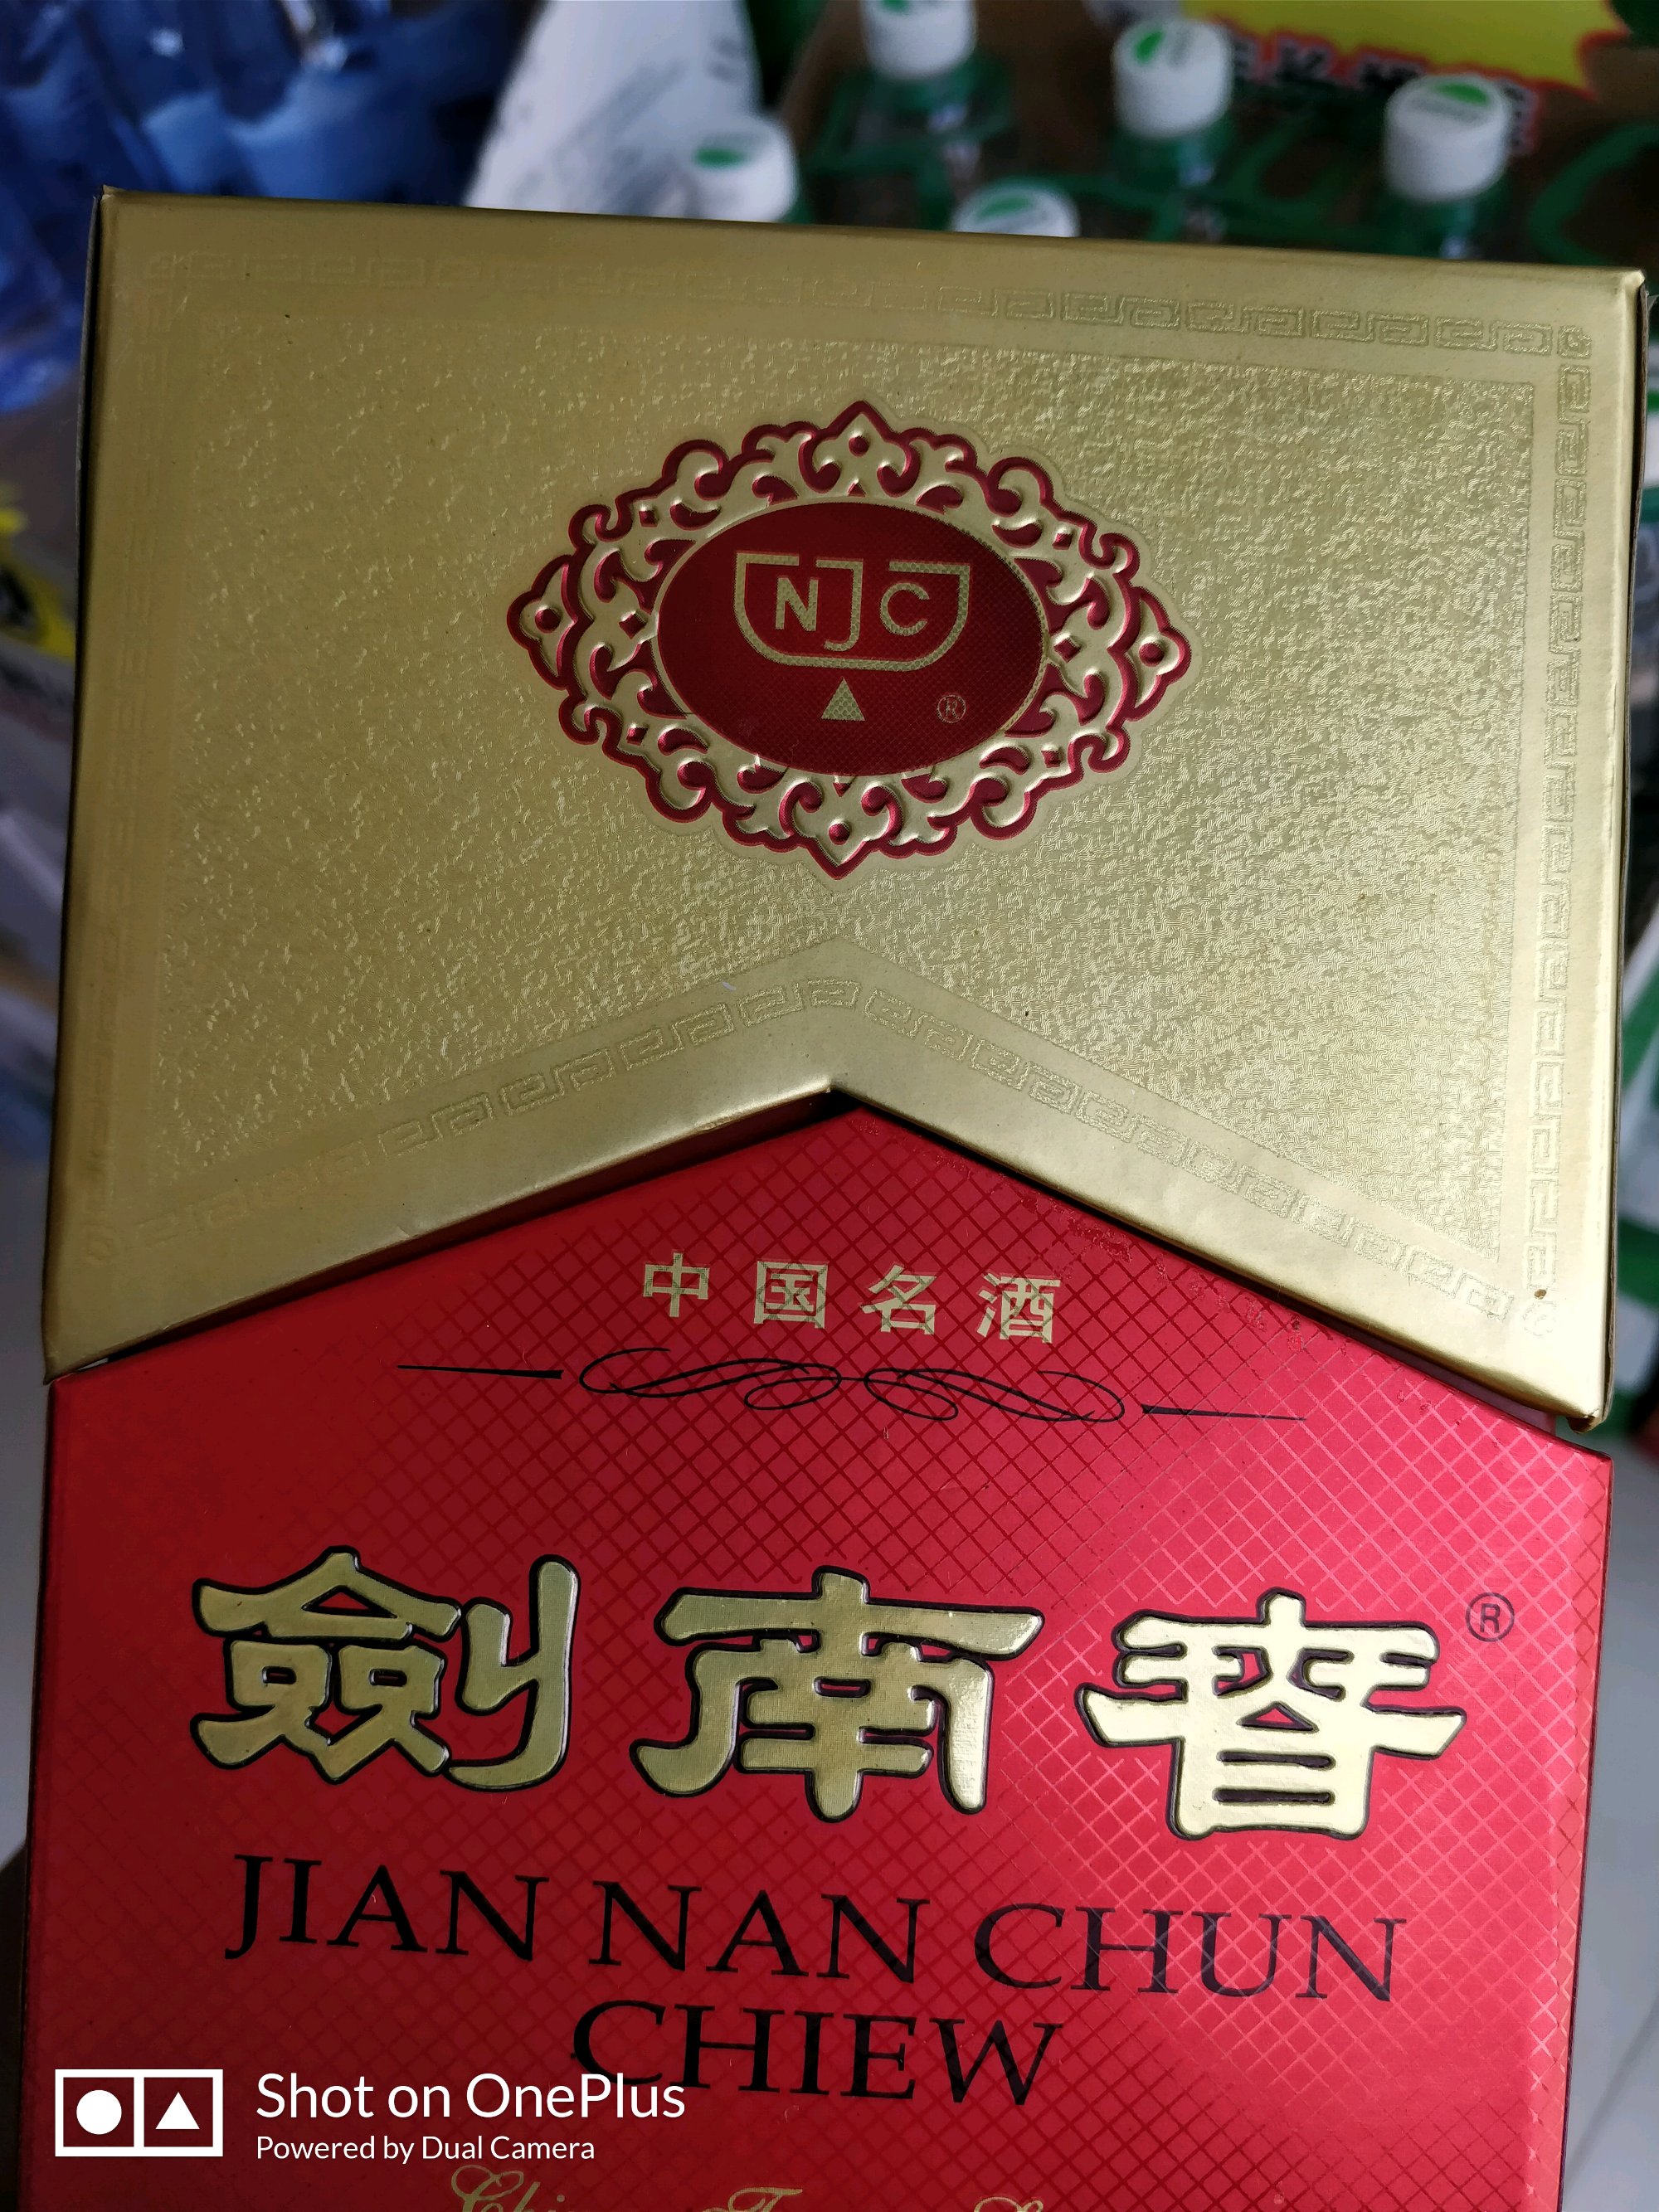 NJC
®
中国名酒
劍南春®
JIAN NAN CHUN
CHIEW
Shot on OnePlus
Powered by Dual Camera